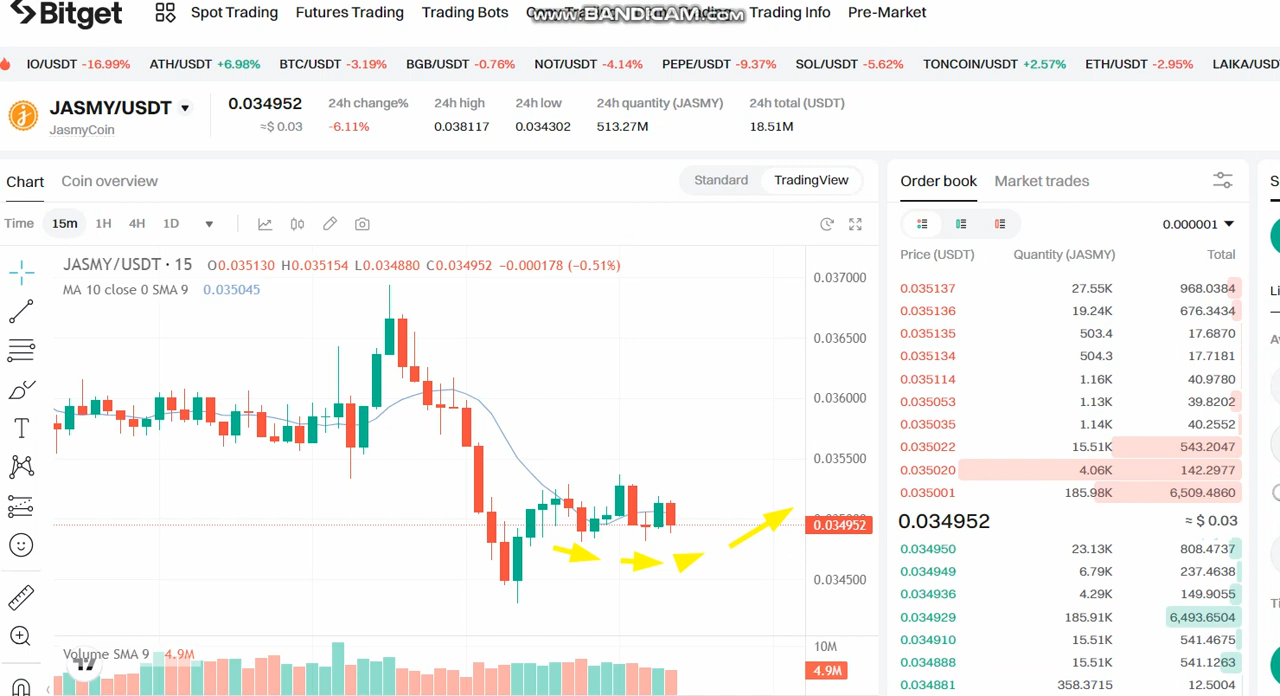 Bitget Spot Trading Futures Trading Trading Bots Copy Trading Trading Info Pre-Market
www.BANDICAM.com
IO/USDT -16.99% ATH/USDT +6.98% BTC/USDT -3.19% BGB/USDT -0.76% NOT/USDT -4.14% PEPE/USDT -9.37% SOL/USDT -5.62% TONCOIN/USDT +2.57% ETH/USDT -2.95% LAIKA/USD
JASMY/USDT 0.034952 24h change% 24h high 24h low 24h quantity (JASMY) 24h total (USDT)
JasmyCoin ≈$ 0.03 -6.11% 0.038117 0.034302 513.27M 18.51M
Chart Coin overview Standard TradingView
Time 15m 1H 4H 1D
JASMY/USDT · 15 O0.035130 H0.035154 L0.034880 C0.034952 −0.000178 (−0.51%)
MA 10 close 0 SMA 9 0.035045
0.037000
0.036500
0.036000
0.035500
0.034952
0.034500
Volume SMA 9 4.9M
10M
4.9M
Order book Market trades
0.000001
Price (USDT) Quantity (JASMY) Total
0.035137 27.55K 968.0384
0.035136 19.24K 676.3434
0.035135 503.4 17.6870
0.035134 504.3 17.7181
0.035114 1.16K 40.9780
0.035053 1.13K 39.8202
0.035035 1.14K 40.2552
0.035022 15.51K 543.2047
0.035020 4.06K 142.2977
0.035001 185.98K 6,509.4860
0.034952 ≈ $ 0.03
0.034950 23.13K 808.4737
0.034949 6.79K 237.4638
0.034936 4.29K 149.9055
0.034929 185.91K 6,493.6504
0.034910 15.51K 541.4675
0.034888 15.51K 541.1263
0.034881 358.3715 12.5004